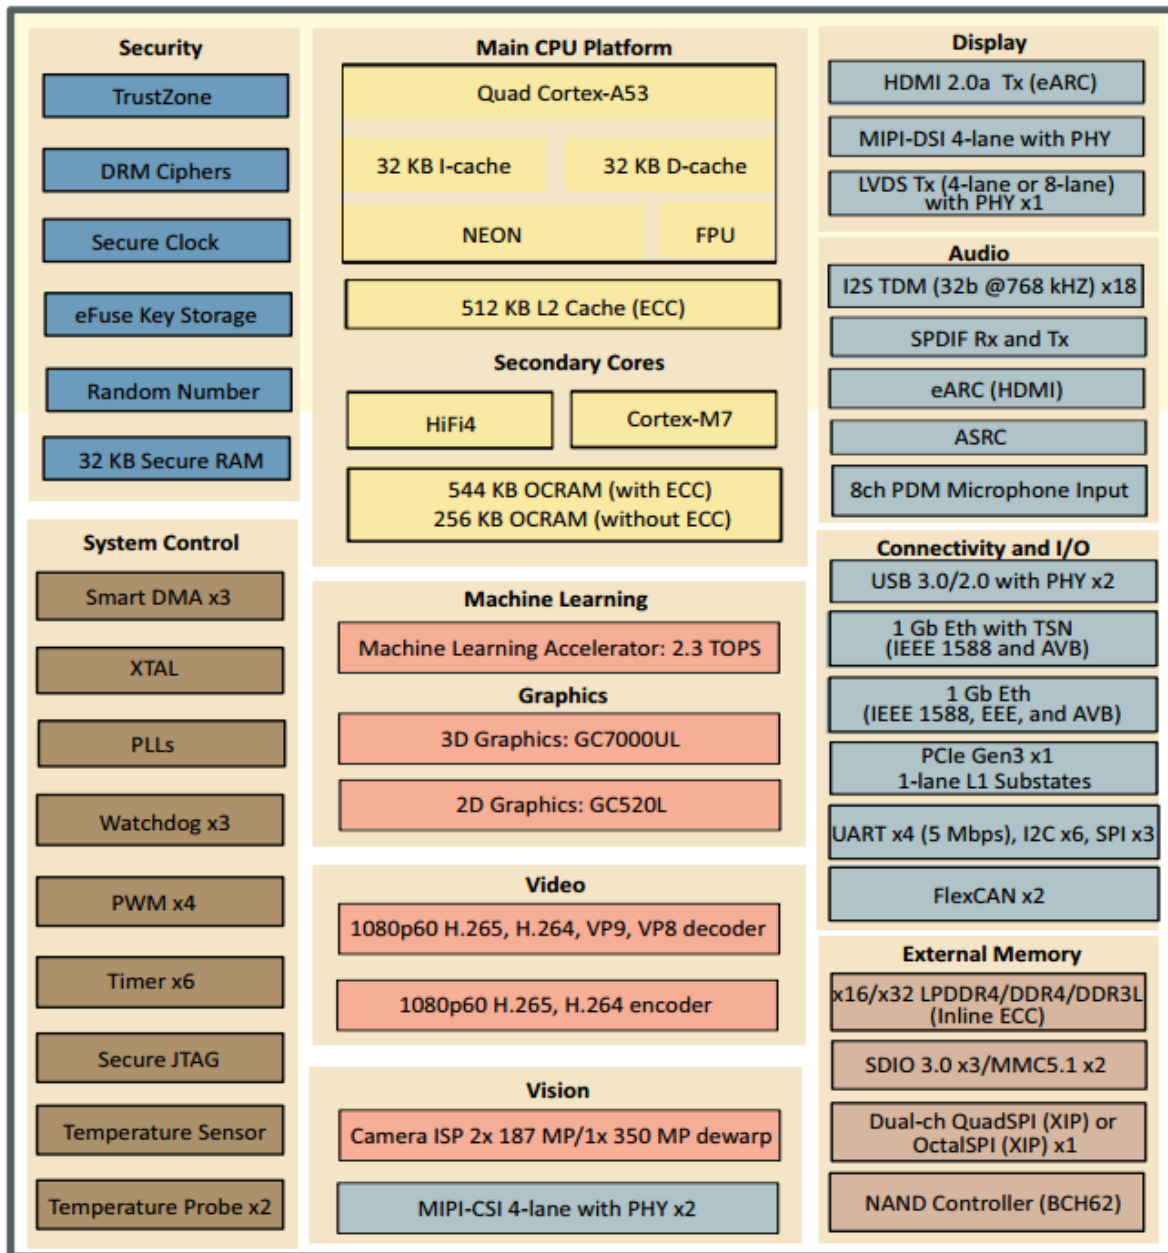 Security
TrustZone
DRM Ciphers
Secure Clock
eFuse Key Storage
Random Number
32 KB Secure RAM
System Control
Smart DMA x3
XTAL
PLLs
Watchdog x3
PWM x4
Timer x6
Secure JTAG
Temperature Sensor
Temperature Probe x2
Main CPU Platform
Quad Cortex-A53
32 KB I-cache
32 KB D-cache
NEON
FPU
512 KB L2 Cache (ECC)
Secondary Cores
HiFi4
Cortex-M7
544 KB OCRAM (with ECC)
256 KB OCRAM (without ECC)
Machine Learning
Machine Learning Accelerator: 2.3 TOPS
Graphics
3D Graphics: GC7000UL
2D Graphics: GC520L
Video
1080p60 H.265, H.264, VP9, VP8 decoder
1080p60 H.265, H.264 encoder
Vision
Camera ISP 2x 187 MP/1x 350 MP dewarp
MIPI-CSI 4-lane with PHY x2
Display
HDMI 2.0a Tx (eARC)
MIPI-DSI 4-lane with PHY
LVDS Tx (4-lane or 8-lane)
with PHY x1
Audio
I2S TDM (32b @768 kHZ) x18
SPDIF Rx and Tx
eARC (HDMI)
ASRC
8ch PDM Microphone Input
Connectivity and I/O
USB 3.0/2.0 with PHY x2
1 Gb Eth with TSN
(IEEE 1588 and AVB)
1 Gb Eth
(IEEE 1588, EEE, and AVB)
PCIe Gen3 x1
1-lane L1 Substates
UART x4 (5 Mbps), I2C x6, SPI x3
FlexCAN x2
External Memory
x16/x32 LPDDR4/DDR4/DDR3L
(Inline ECC)
SDIO 3.0 x3/MMC5.1 x2
Dual-ch QuadSPI (XIP) or
OctalSPI (XIP) x1
NAND Controller (BCH62)